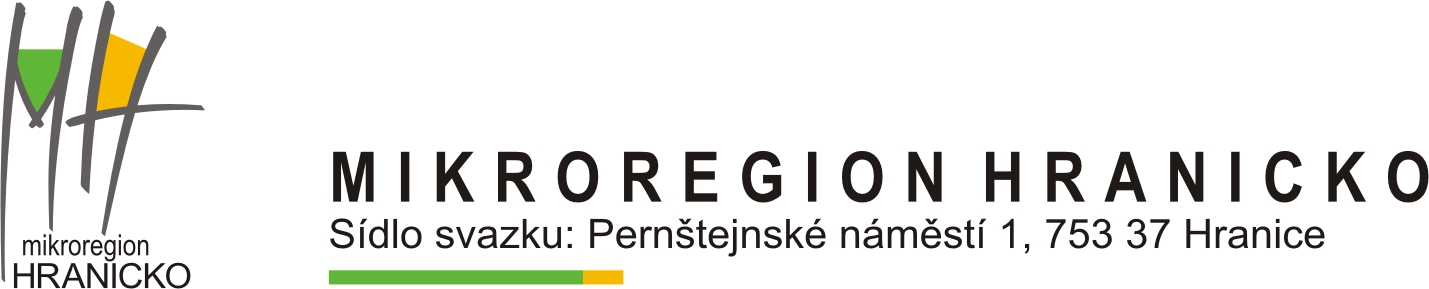 mikroregion
HRANICKO
MIKROREGION HRANICKO
Sídlo svazku: Pernštejnské náměstí 1, 753 37 Hranice